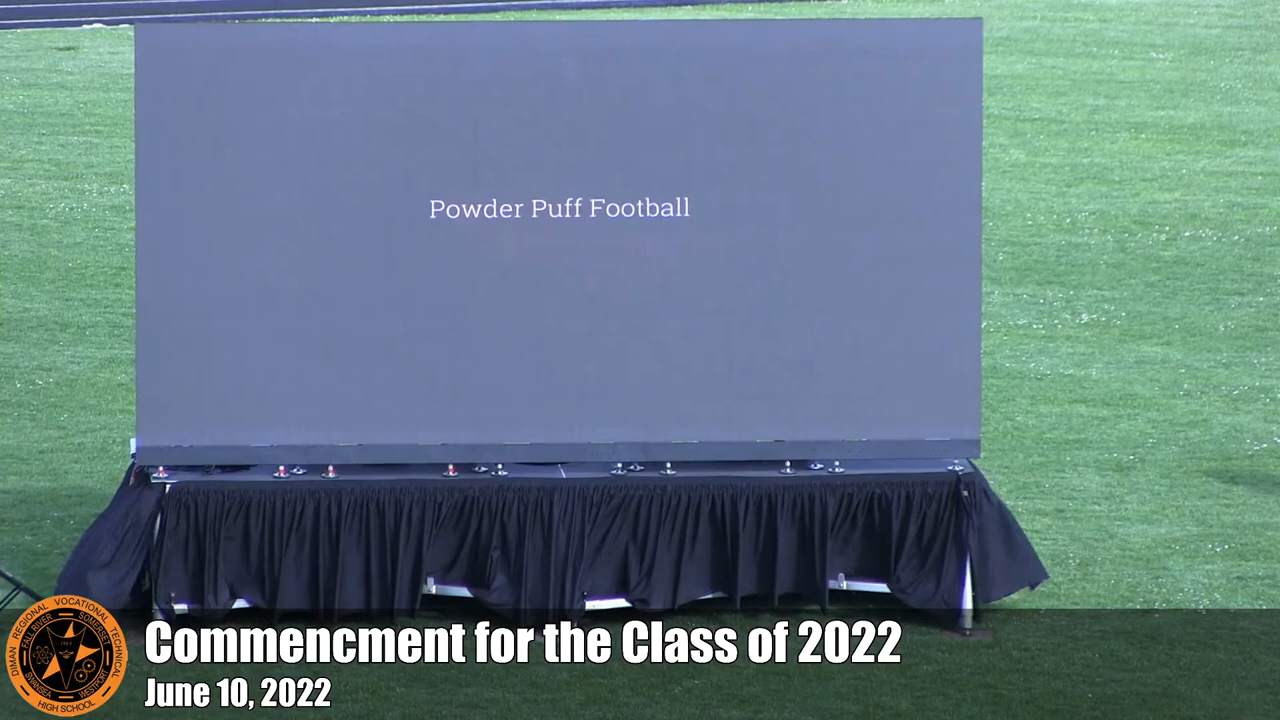 Powder Puff Football
Commencment for the Class of 2022
June 10, 2022
DIMAN REGIONAL VOCATIONAL TECHNICAL
HIGH SCHOOL
FALL RIVER
SOMERSET
SWANSEA
WESTPORT